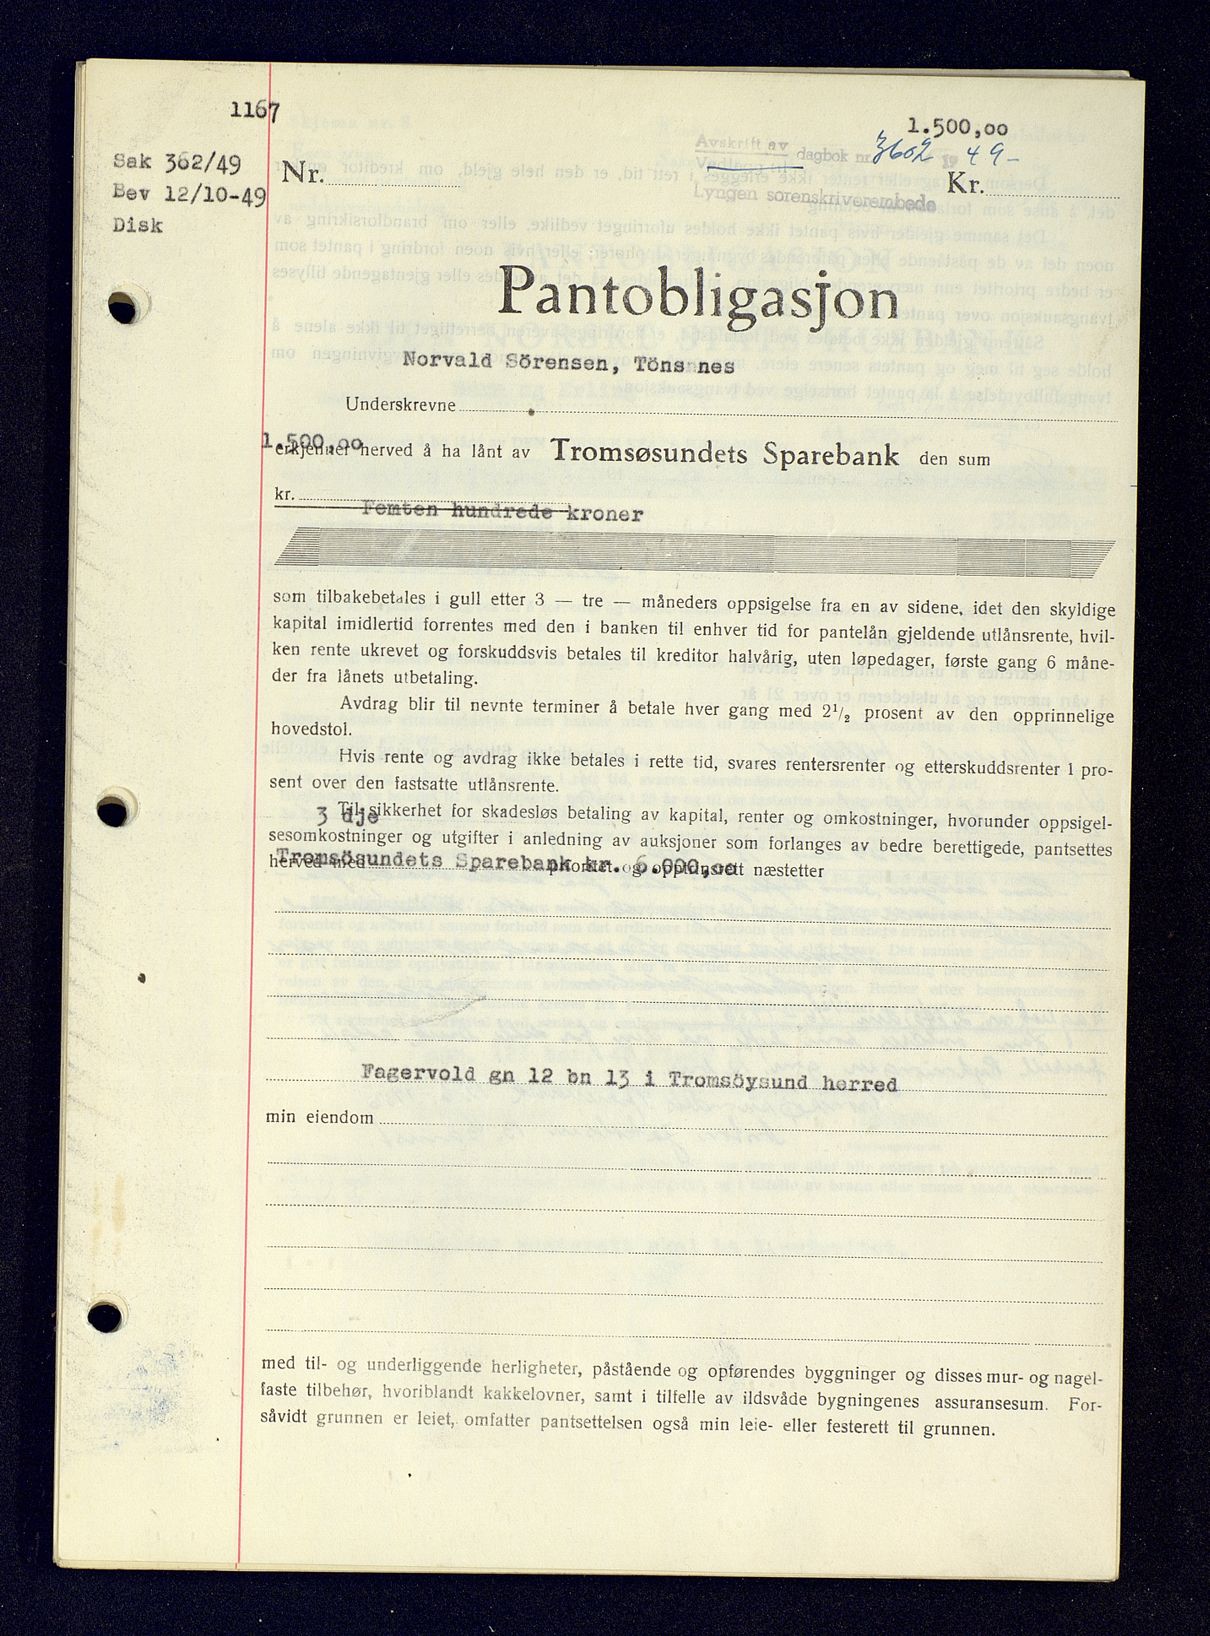 1167
1.500,00
Sak 362/49
Bev 12/10-49
Disk
Nr.
Avskrift av
Vedlegg til
dagbok nr. 3602 19 49-
Lyngen sorenskriverembede
Kr.
Pantobligasjon
Norvald Sörensen, Tönsnes
Underskrevne
1.500,00
erkjenner herved å ha lånt av Tromsøsundets Sparebank den sum
kr.
Femten hundrede kroner
som tilbakebetales i gull etter 3 — tre — måneders oppsigelse fra en av sidene, idet den skyldige
kapital imidlertid forrentes med den i banken til enhver tid for pantelån gjeldende utlånsrente, hvil-
ken rente ukrevet og forskuddsvis betales til kreditor halvårig, uten løpedager, første gang 6 måne-
der fra lånets utbetaling.
Avdrag blir til nevnte terminer å betale hver gang med 2¹/₂ prosent av den opprinnelige
hovedstol.
Hvis rente og avdrag ikke betales i rette tid, svares rentersrenter og etterskuddsrenter 1 pro-
sent over den fastsatte utlånsrente.
3 dje
Til sikkerhet for skadesløs betaling av kapital, renter og omkostninger, hvorunder oppsigel-
sesomkostninger og utgifter i anledning av auksjoner som forlanges av bedre berettigede, pantsettes
Tromsösundets Sparebank kr. 6.000,00
herved med prioritet og opptrinsrett næstetter
Fagervold gn 12 bn 13 i Tromsöysund herred
min eiendom
med til- og underliggende herligheter, påstående og opførendes byggninger og disses mur- og nagel-
faste tilbehør, hvoriblandt kakkelovner, samt i tilfelle av ildsvåde bygningenes assuransesum. For-
såvidt grunnen er leiet, omfatter pantsettelsen også min leie- eller festerett til grunnen.